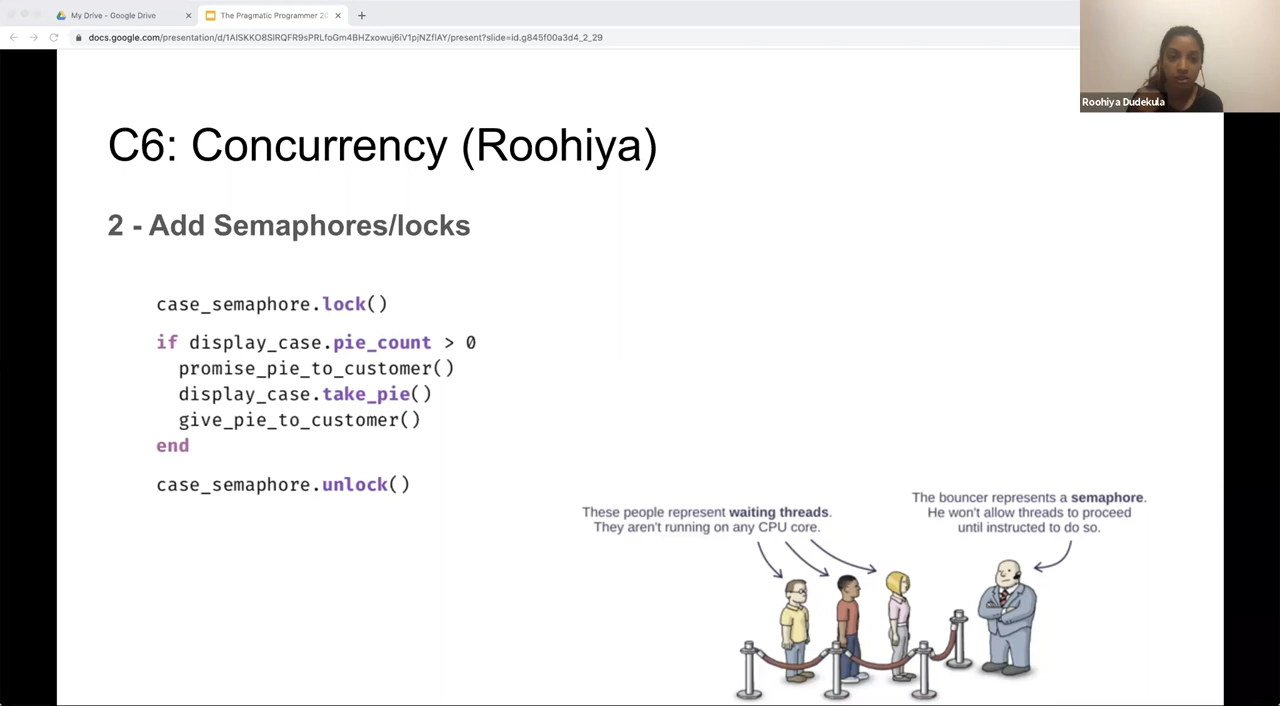 My Drive - Google Drive
The Pragmatic Programmer 20
docs.google.com/presentation/d/1AISKKO8SIRQFR9sPRLfoGm4BHZxowuj6iV1pjNZfIAY/present?slide=id.g845f00a3d4_2_29
Roohiya Dudekula
C6: Concurrency (Roohiya)
2 - Add Semaphores/locks
case_semaphore.lock()
if display_case.pie_count > 0
promise_pie_to_customer()
display_case.take_pie()
give_pie_to_customer()
end
case_semaphore.unlock()
These people represent waiting threads.
They aren't running on any CPU core.
The bouncer represents a semaphore.
He won't allow threads to proceed
until instructed to do so.